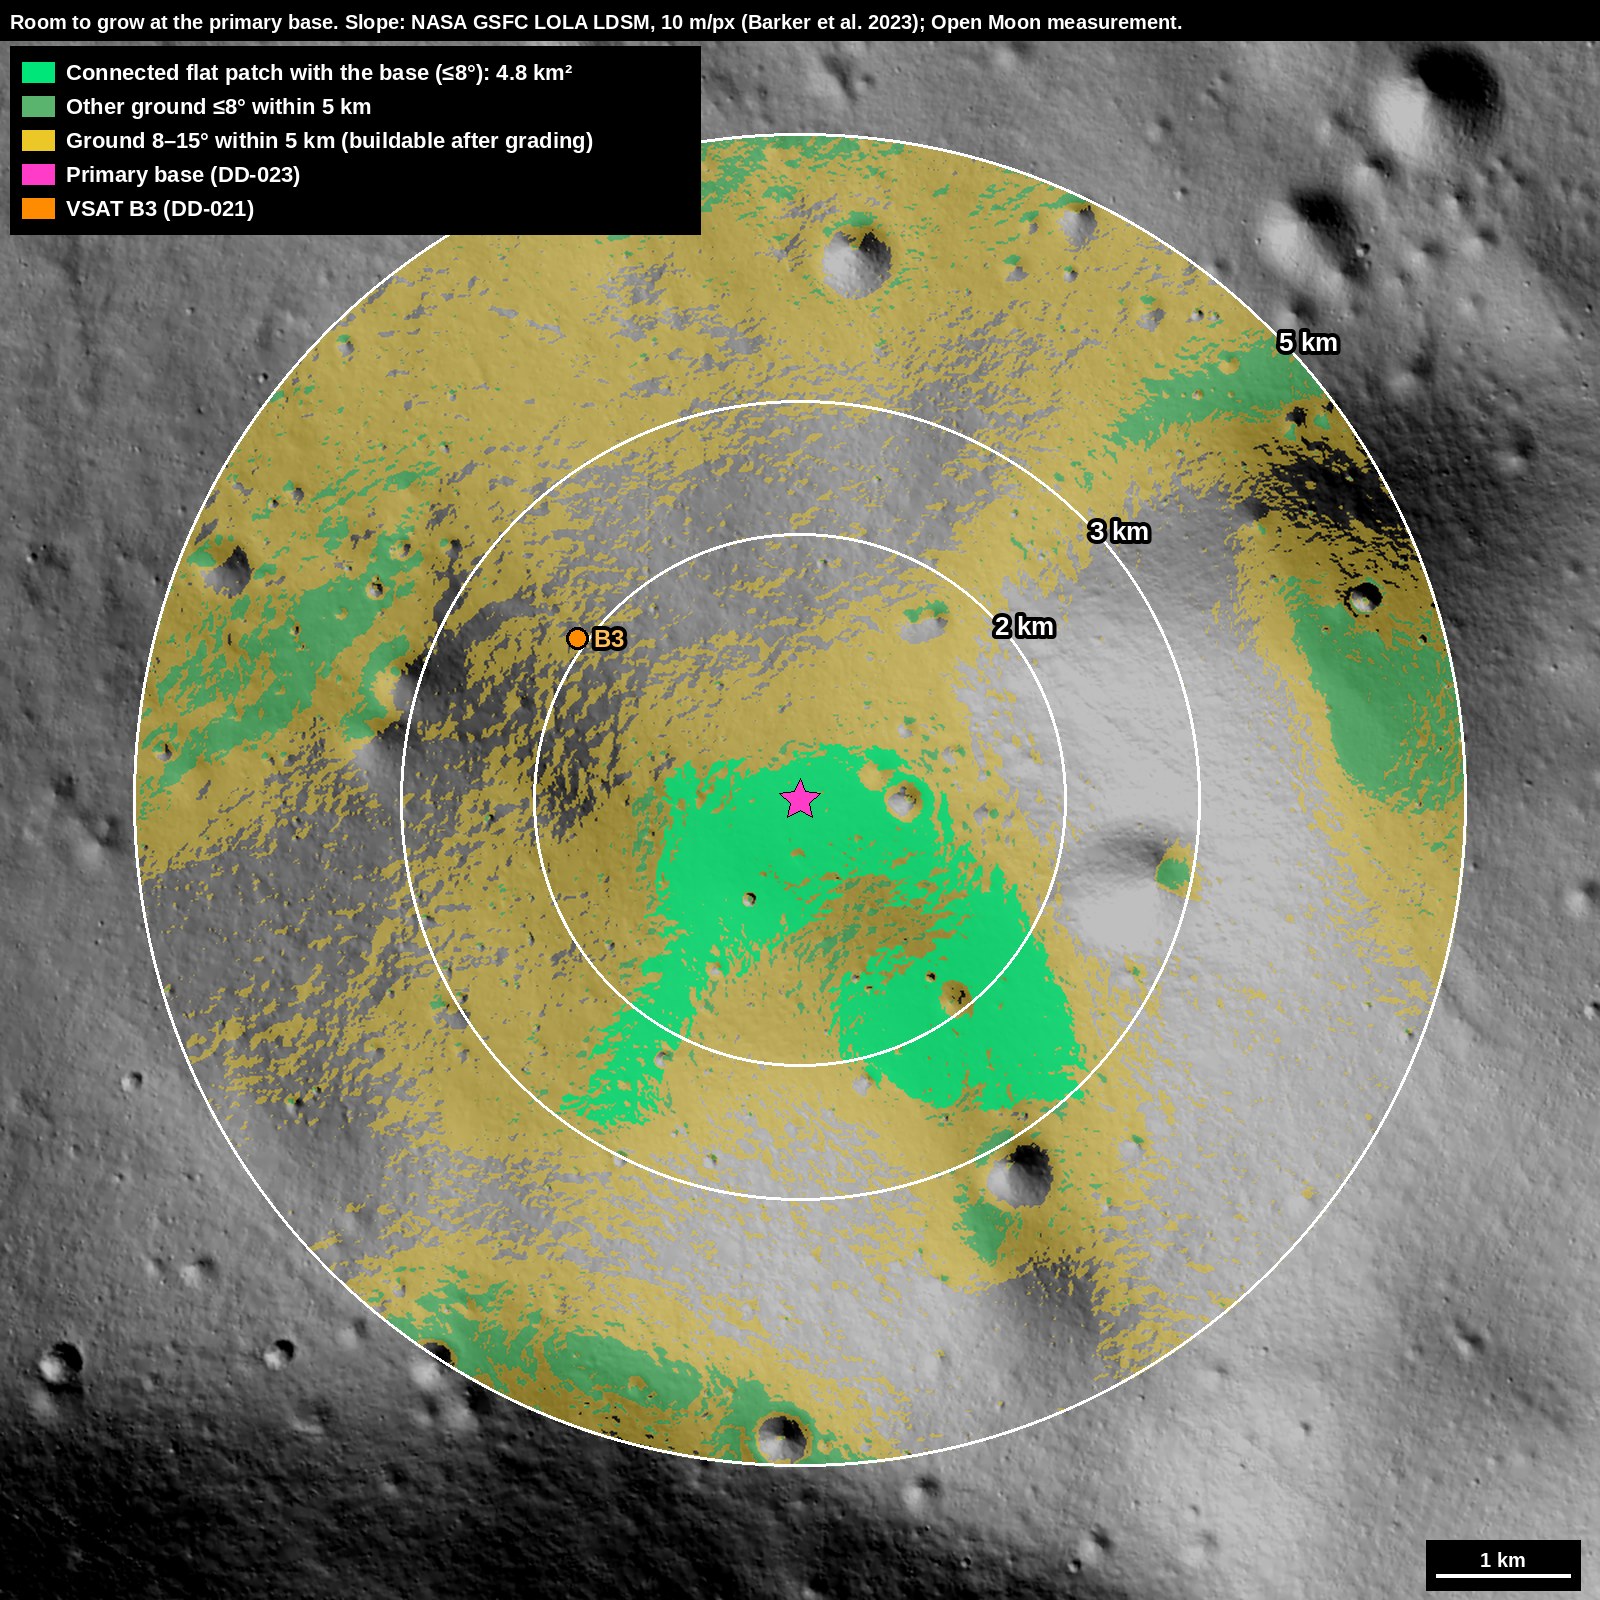 Room to grow at the primary base. Slope: NASA GSFC LOLA LDSM, 10 m/px (Barker et al. 2023); Open Moon measurement.
Connected flat patch with the base (≤8°): 4.8 km²
Other ground ≤8° within 5 km
Ground 8–15° within 5 km (buildable after grading)
Primary base (DD-023)
VSAT B3 (DD-021)
5 km
3 km
2 km
B3
1 km